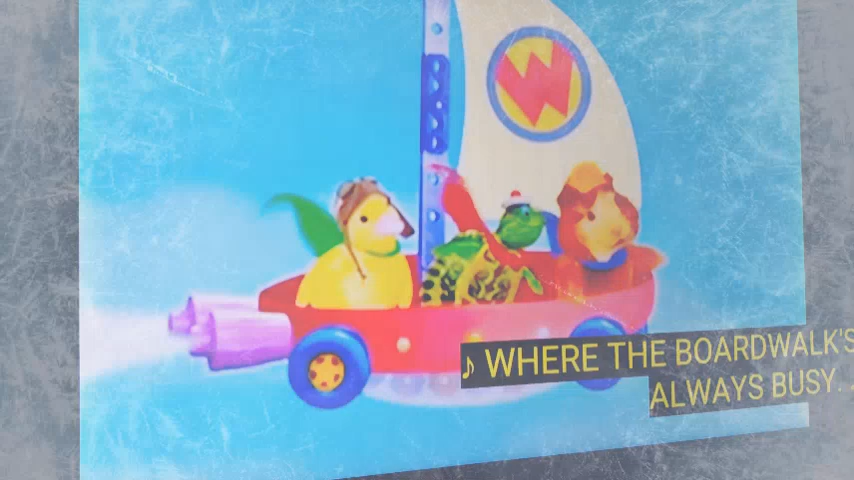 W
♪ WHERE THE BOARDWALK'S
ALWAYS BUSY. .